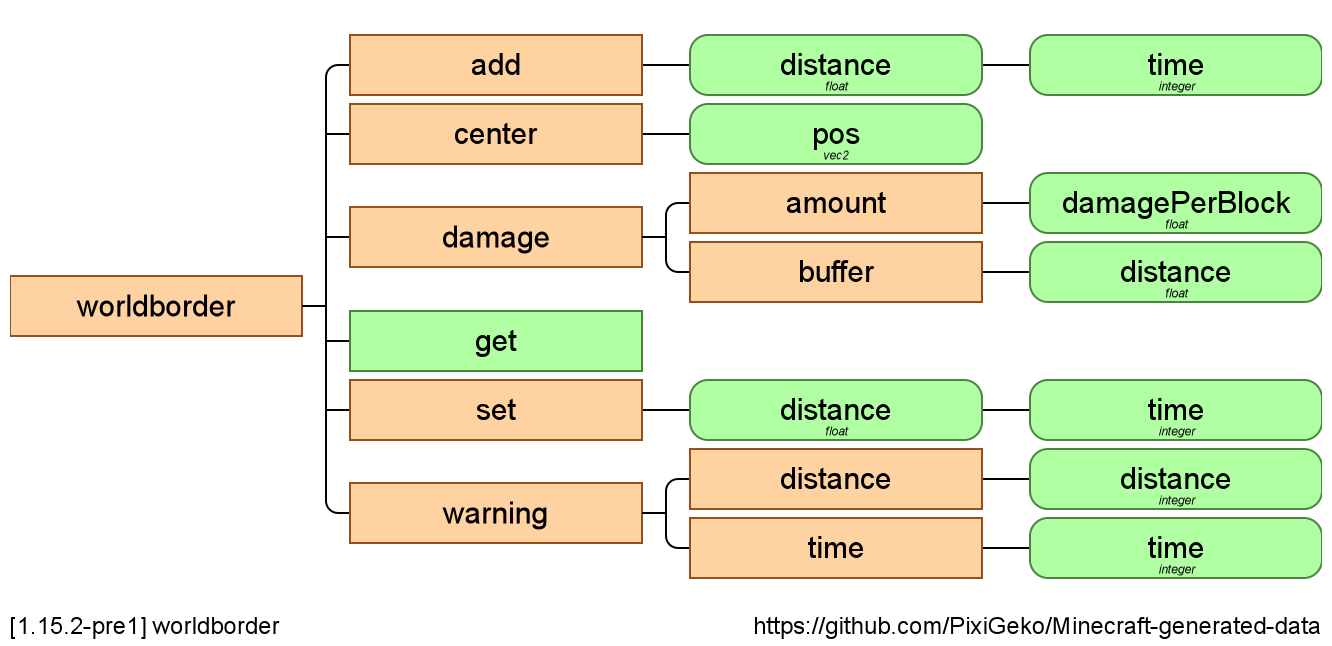 add
distance
float
time
integer
center
pos
vec2
damage
amount
damagePerBlock
float
buffer
distance
float
worldborder
get
set
distance
float
time
integer
warning
distance
distance
integer
time
time
integer
[1.15.2-pre1] worldborder
https://github.com/PixiGeko/Minecraft-generated-data